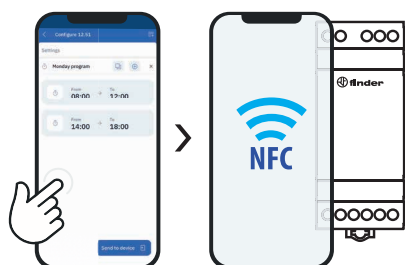 Configure 12.51
Settings
Monday program
From
08:00
To
12:00
From
14:00
To
18:00
Send to device
NFC
finder